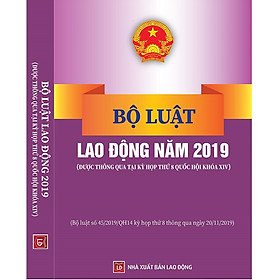 BỘ LUẬT LAO ĐỘNG 2019
(ĐƯỢC THÔNG QUA TẠI KỲ HỌP THỨ 8 QUỐC HỘI KHÓA XIV)
BỘ LUẬT
LAO ĐỘNG NĂM 2019
(ĐƯỢC THÔNG QUA TẠI KỲ HỌP THỨ 8 QUỐC HỘI KHÓA XIV)
(Bộ luật số 45/2019/QH14 kỳ họp thứ 8 thông qua ngày 20/11/2019)
NHÀ XUẤT BẢN LAO ĐỘNG